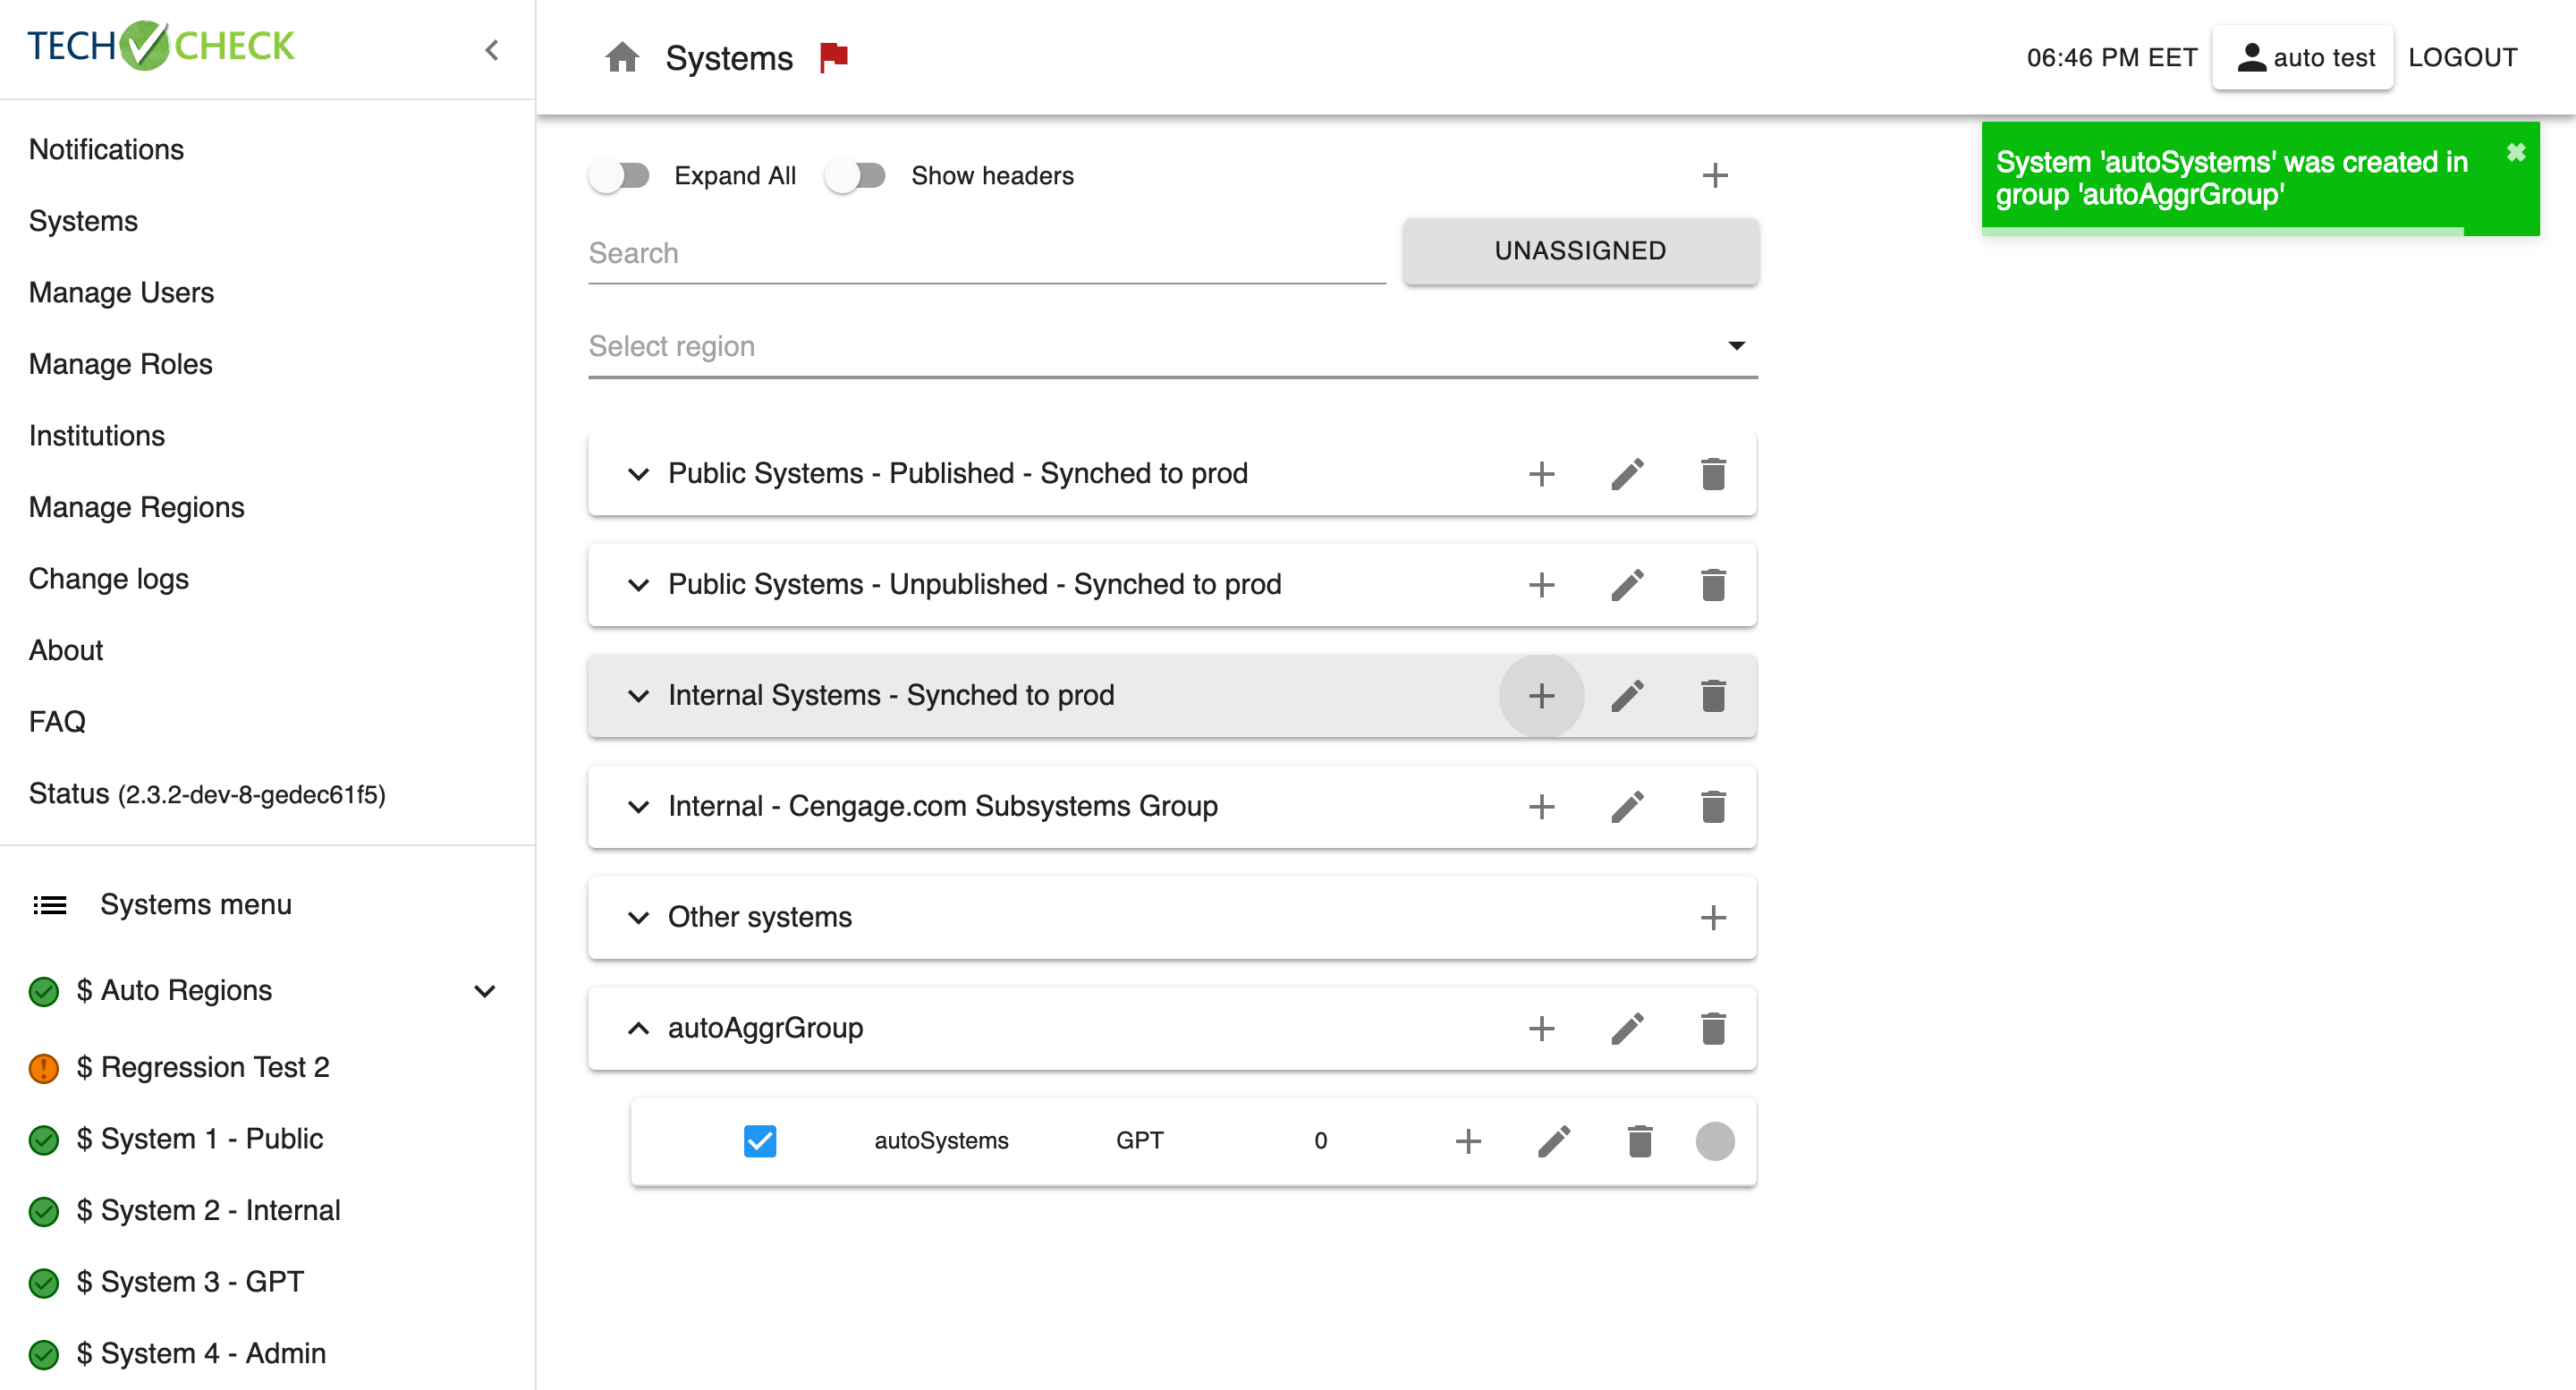 TECH CHECK
Notifications
Systems
Manage Users
Manage Roles
Institutions
Manage Regions
Change logs
About
FAQ
Status (2.3.2-dev-8-gedec61f5)
Systems menu
$ Auto Regions
$ Regression Test 2
$ System 1 - Public
$ System 2 - Internal
$ System 3 - GPT
$ System 4 - Admin
Systems
06:46 PM EET
auto test
LOGOUT
Expand All
Show headers
Search
UNASSIGNED
Select region
Public Systems - Published - Synched to prod
Public Systems - Unpublished - Synched to prod
Internal Systems - Synched to prod
Internal - Cengage.com Subsystems Group
Other systems
autoAggrGroup
autoSystems GPT 0
System 'autoSystems' was created in
group 'autoAggrGroup'